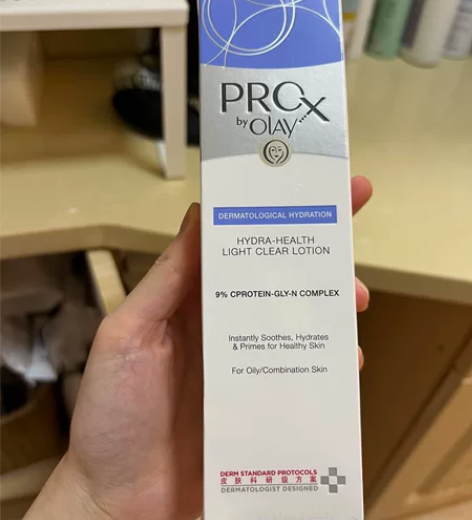 PROX
by OLAY
DERMATOLOGICAL HYDRATION
HYDRA-HEALTH
LIGHT CLEAR LOTION
9% CPROTEIN-GLY-N COMPLEX
Instantly Soothes, Hydrates
& Primes for Healthy Skin
For Oily/Combination Skin
DERM STANDARD PROTOCOLS
皮肤科研级方案
DERMATOLOGIST DESIGNED